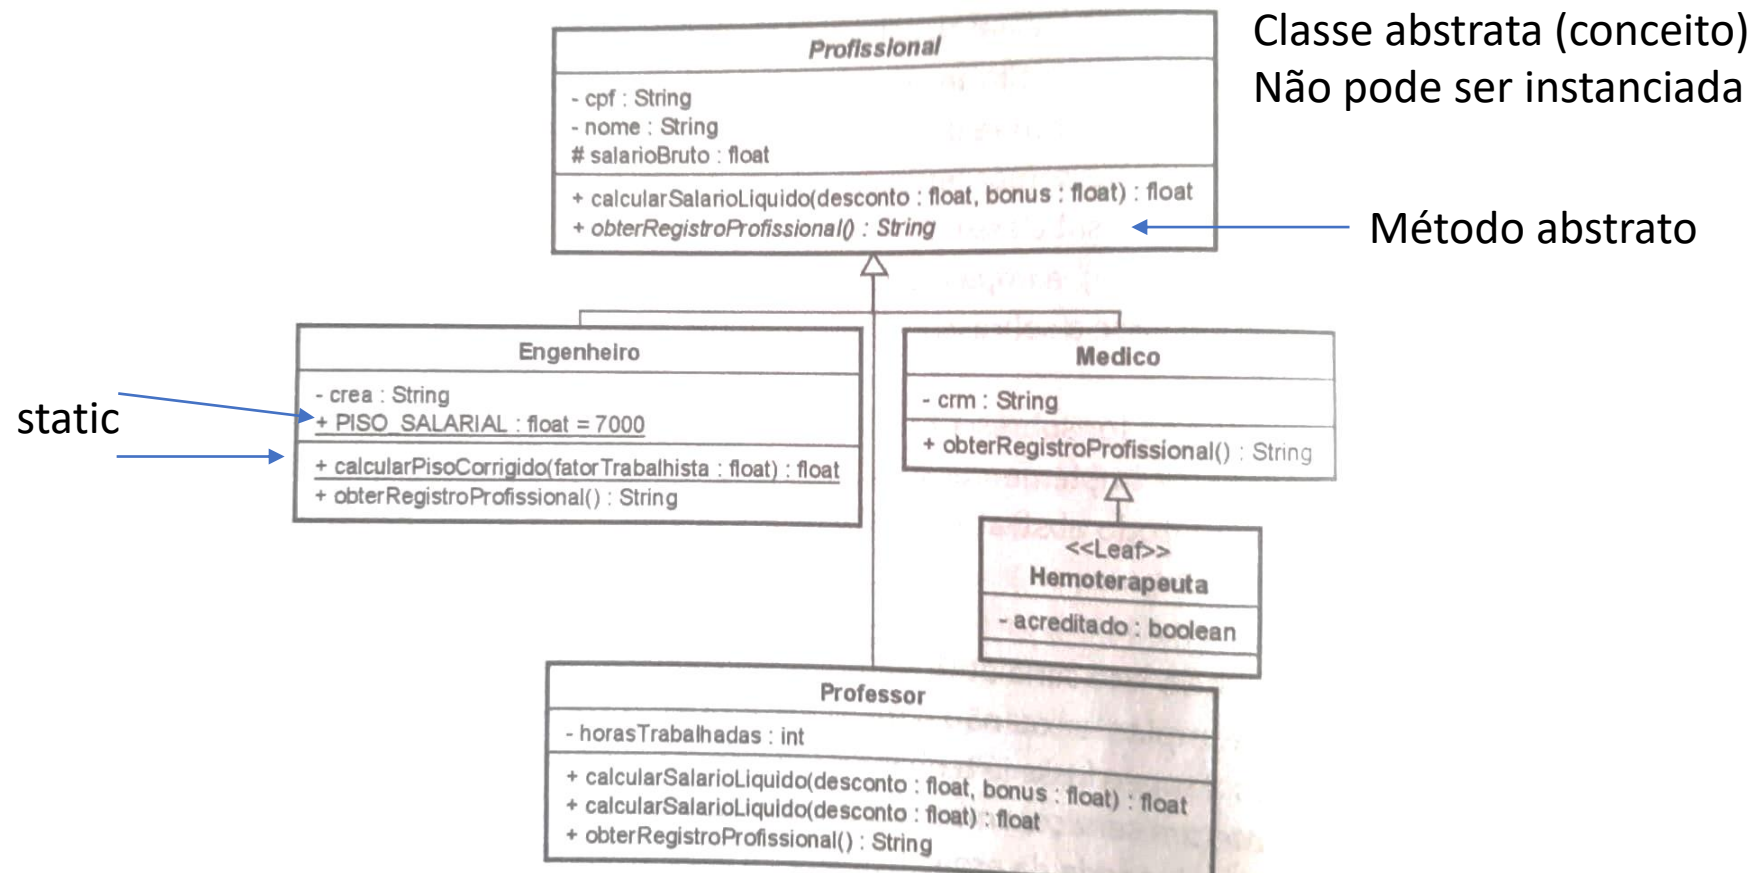 Profissional
- cpf : String
- nome : String
# salarioBruto : float
+ calcularSalarioLiquido(desconto : float, bonus : float) : float
+ obterRegistroProfissional() : String
Classe abstrata (conceito)
Não pode ser instanciada
Método abstrato
static
Engenheiro
- crea : String
+ PISO_SALARIAL : float = 7000
+ calcularPisoCorrigido(fatorTrabalhista : float) : float
+ obterRegistroProfissional() : String
Medico
- crm : String
+ obterRegistroProfissional() : String
<<Leaf>>
Hemoterapeuta
- acreditado : boolean
Professor
- horasTrabalhadas : int
+ calcularSalarioLiquido(desconto : float, bonus : float) : float
+ calcularSalarioLiquido(desconto : float) : float
+ obterRegistroProfissional() : String